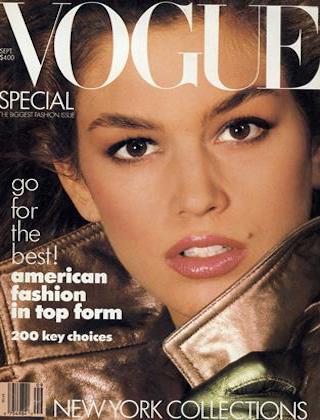 VOGUE
SEPT.
$4.00
SPECIAL
THE BIGGEST FASHION ISSUE
go
for
the
best!
american
fashion
in top form
200 key choices
NEW YORK COLLECTIONS